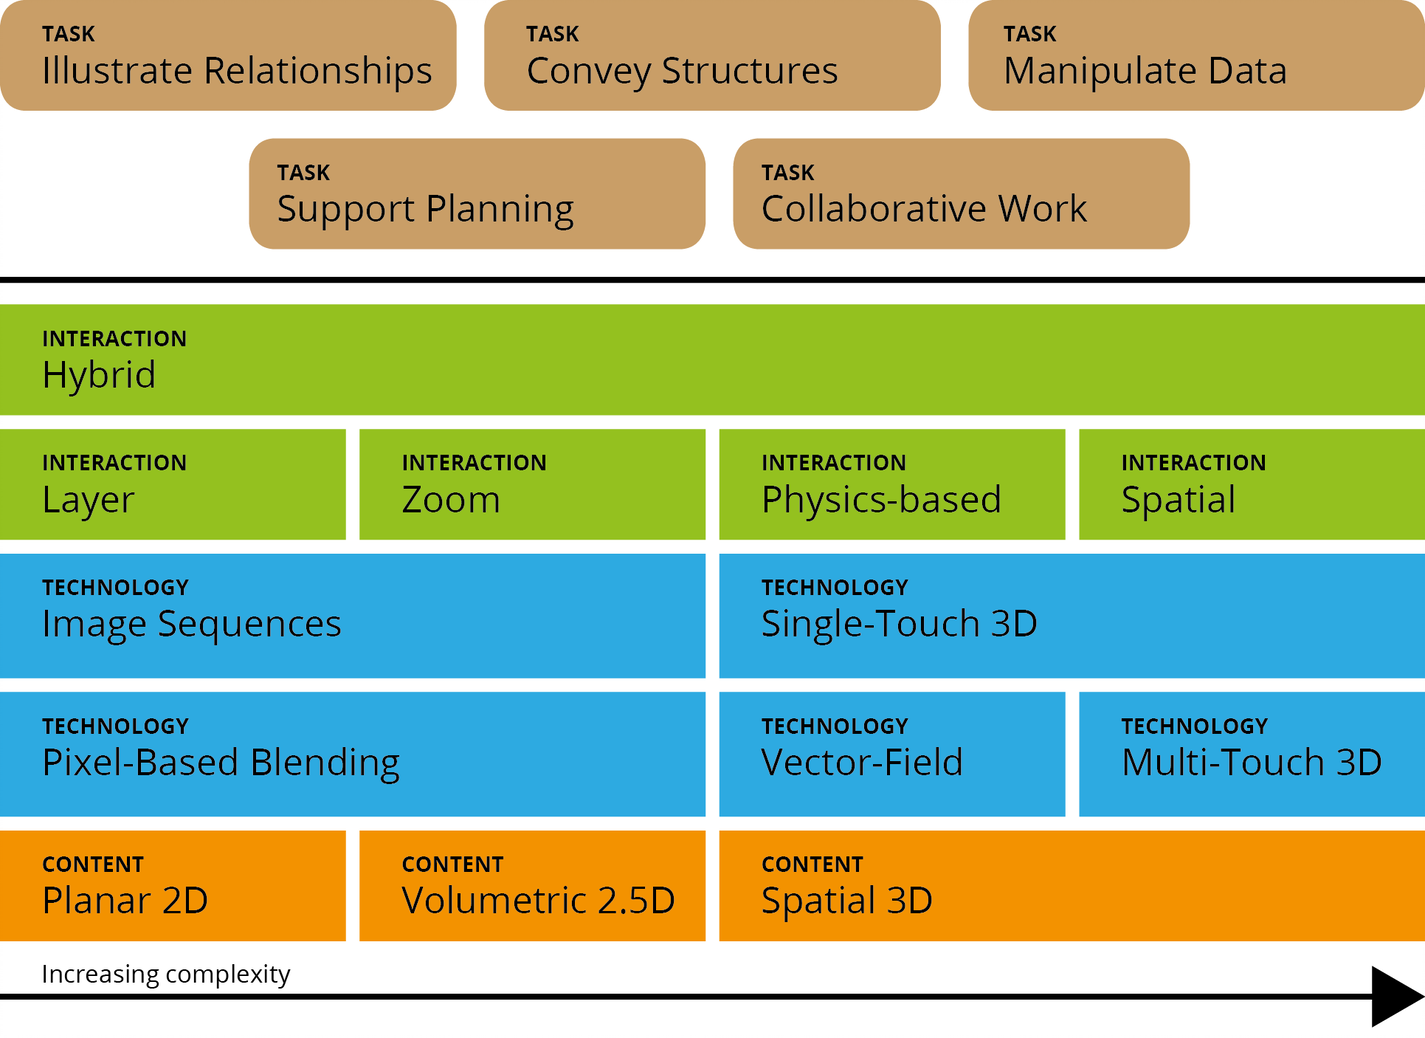 TASK
Illustrate Relationships
TASK
Convey Structures
TASK
Manipulate Data
TASK
Support Planning
TASK
Collaborative Work
INTERACTION
Hybrid
INTERACTION
Layer
INTERACTION
Zoom
INTERACTION
Physics-based
INTERACTION
Spatial
TECHNOLOGY
Image Sequences
TECHNOLOGY
Single-Touch 3D
TECHNOLOGY
Pixel-Based Blending
TECHNOLOGY
Vector-Field
TECHNOLOGY
Multi-Touch 3D
CONTENT
Planar 2D
CONTENT
Volumetric 2.5D
CONTENT
Spatial 3D
Increasing complexity